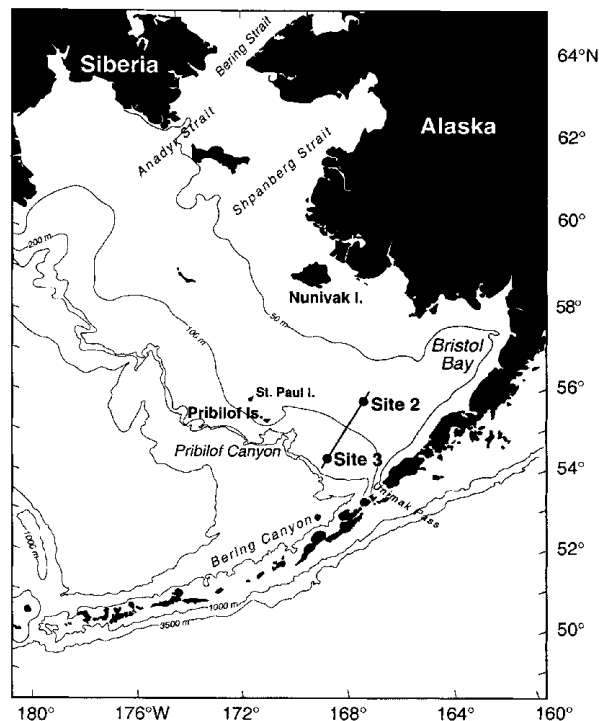 Bering Strait
64°N
Siberia
Alaska
Anadyr Strait
62°
Shpanberg Strait
60°
200 m
Nunivak I.
58°
50 m
100 m
Bristol
Bay
St. Paul I.
56°
Site 2
Pribilof Is.
Pribilof Canyon
Site 3
54°
Unimak Pass
Bering Canyon
1000 m
52°
1000 m
3500 m
50°
180°
176°W
172°
168°
164°
160°